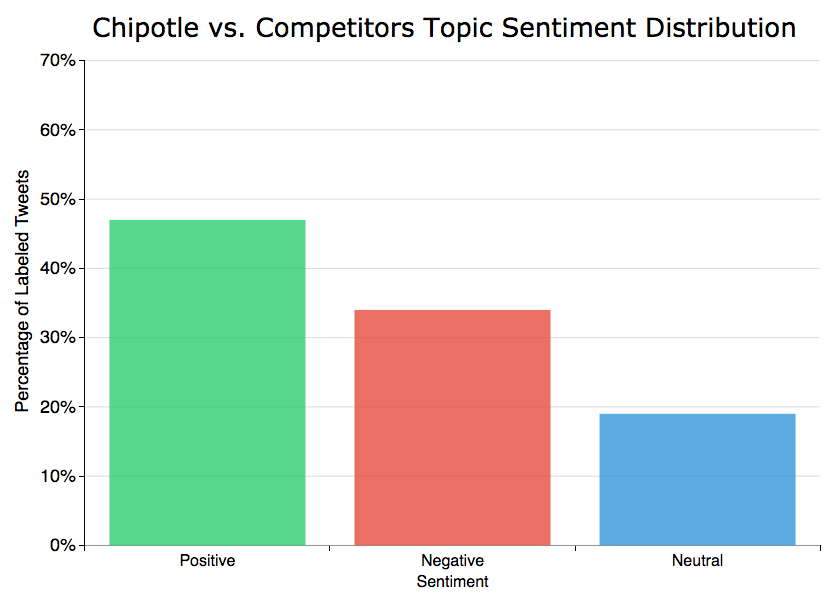 Chipotle vs. Competitors Topic Sentiment Distribution
70%
60%
50%
40%
30%
20%
10%
0%
Percentage of Labeled Tweets
Positive
Negative
Neutral
Sentiment